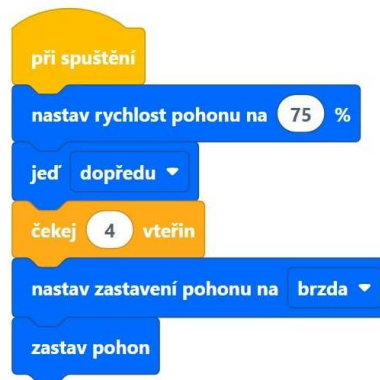 při spuštění
nastav rychlost pohonu na 75 %
jeď dopředu
čekej 4 vteřin
nastav zastavení pohonu na brzda
zastav pohon